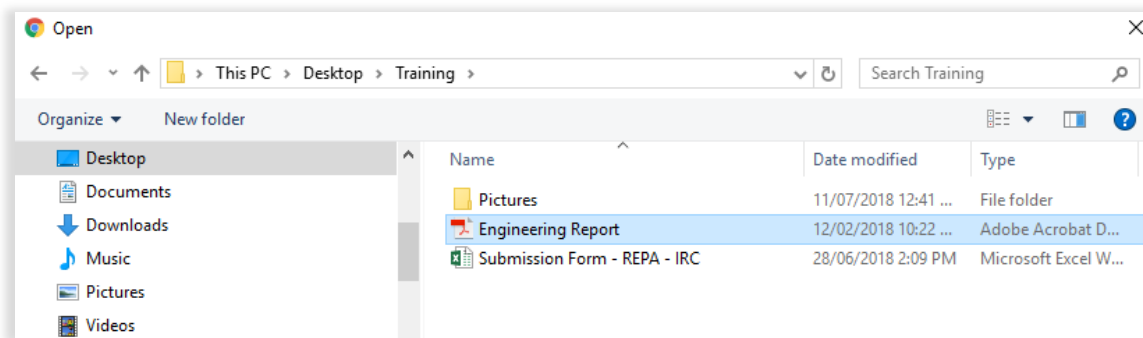 Open
This PC > Desktop > Training >
Search Training
Organize
New folder
?
Desktop
Name
Date modified
Type
Documents
Pictures
11/07/2018 12:41 ...
File folder
Downloads
Engineering Report
12/02/2018 10:22 ...
Adobe Acrobat D...
Music
Submission Form - REPA - IRC
28/06/2018 2:09 PM
Microsoft Excel W...
Pictures
Videos